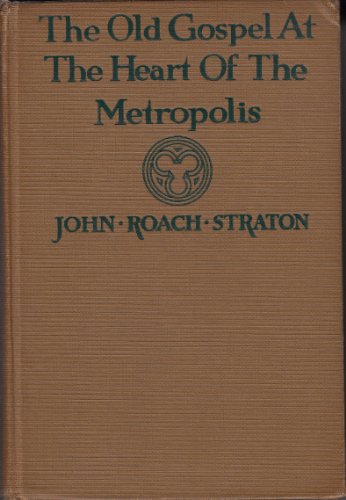 The Old Gospel At
The Heart Of The
Metropolis
JOHN·ROACH·STRATON